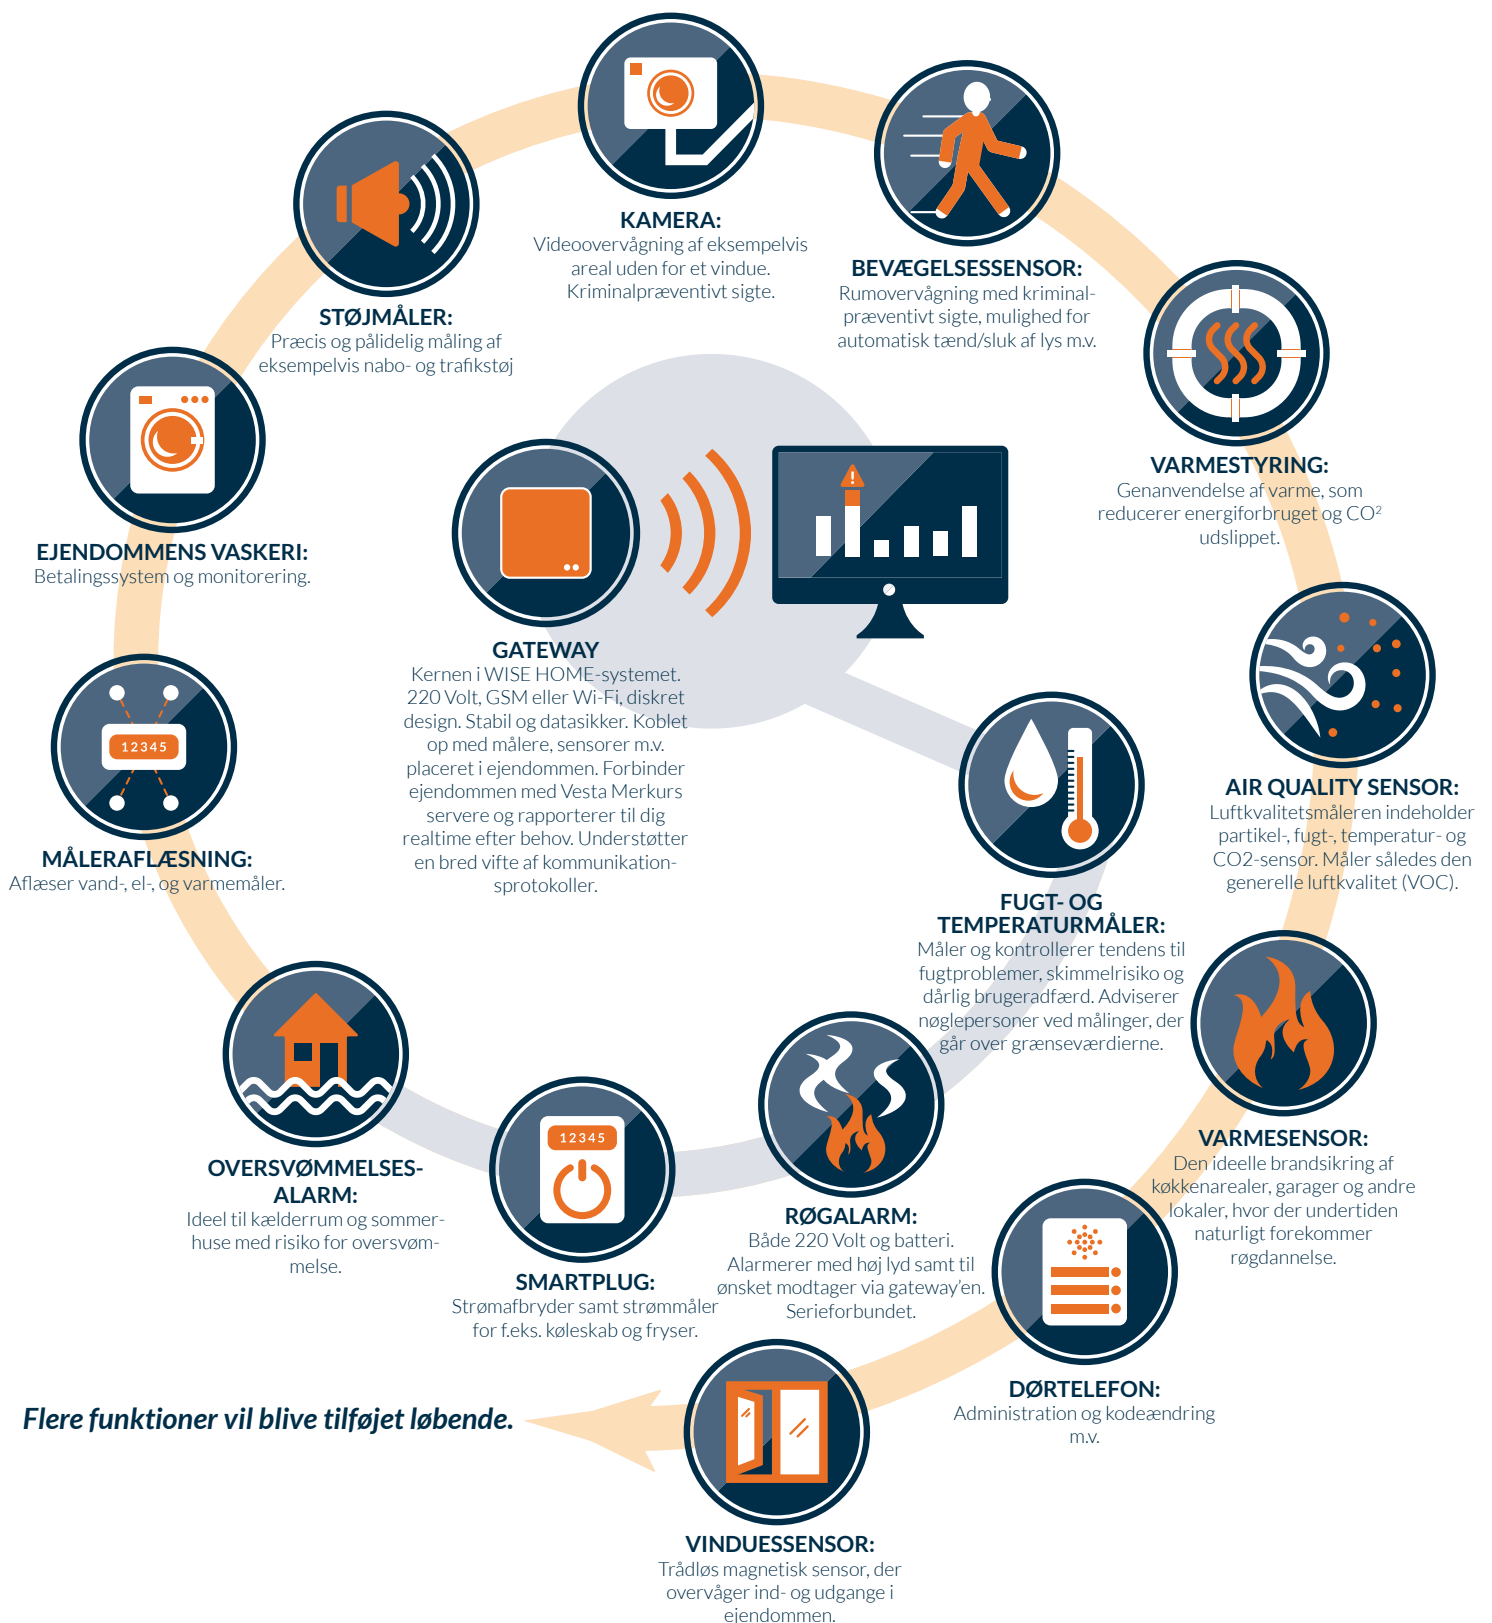 KAMERA:
Videoovervågning af eksempelvis
areal uden for et vindue.
Kriminalpræventivt sigte.
BEVÆGELSESSENSOR:
Rumovervågning med kriminal-
præventivt sigte, mulighed for
automatisk tænd/sluk af lys m.v.
STØJMÅLER:
Præcis og pålidelig måling af
eksempelvis nabo- og trafikstøj
VARMESTYRING:
Genanvendelse af varme, som
reducerer energiforbruget og CO²
udslippet.
EJENDOMMENS VASKERI:
Betalingssystem og monitorering.
GATEWAY
Kernen i WISE HOME-systemet.
220 Volt, GSM eller Wi-Fi, diskret
design. Stabil og datasikker. Koblet
op med målere, sensorer m.v.
placeret i ejendommen. Forbinder
ejendommen med Vesta Merkurs
servere og rapporterer til dig
realtime efter behov. Understøtter
en bred vifte af kommunikation-
sprotokoller.
!
12345
MÅLERAFLÆSNING:
Aflæser vand-, el-, og varmemåler.
AIR QUALITY SENSOR:
Luftkvalitetsmåleren indeholder
partikel-, fugt-, temperatur- og
CO2-sensor. Måler således den
generelle luftkvalitet (VOC).
FUGT- OG
TEMPERATURMÅLER:
Måler og kontrollerer tendens til
fugtproblemer, skimmelrisiko og
dårlig brugeradfærd. Adviserer
nøglepersoner ved målinger, der
går over grænseværdierne.
VARMESENSOR:
Den ideelle brandsikring af
køkkenarealer, garager og andre
lokaler, hvor der undertiden
naturligt forekommer
røgdannelse.
OVERSVØMMELSES-
ALARM:
Ideel til kælderrum og sommer-
huse med risiko for oversvøm-
melse.
12345
SMARTPLUG:
Strømafbryder samt strømmåler
for f.eks. køleskab og fryser.
RØGALARM:
Både 220 Volt og batteri.
Alarmerer med høj lyd samt til
ønsket modtager via gateway’en.
Serieforbundet.
DØRTELEFON:
Administration og kodeændring
m.v.
Flere funktioner vil blive tilføjet løbende.
VINDUESSENSOR:
Trådløs magnetisk sensor, der
overvåger ind- og udgange i
ejendommen.